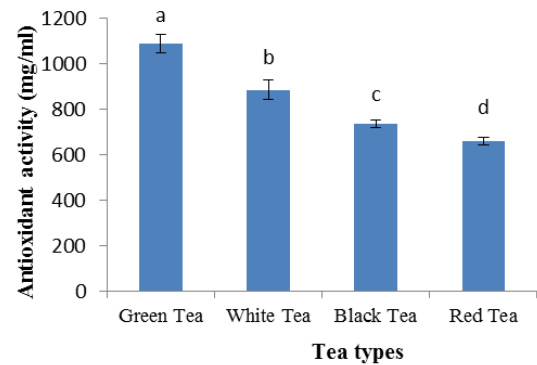 Antioxidant activity (mg/ml)
1200
1000
800
600
400
200
0
a
b
c
d
Green Tea
White Tea
Black Tea
Red Tea
Tea types